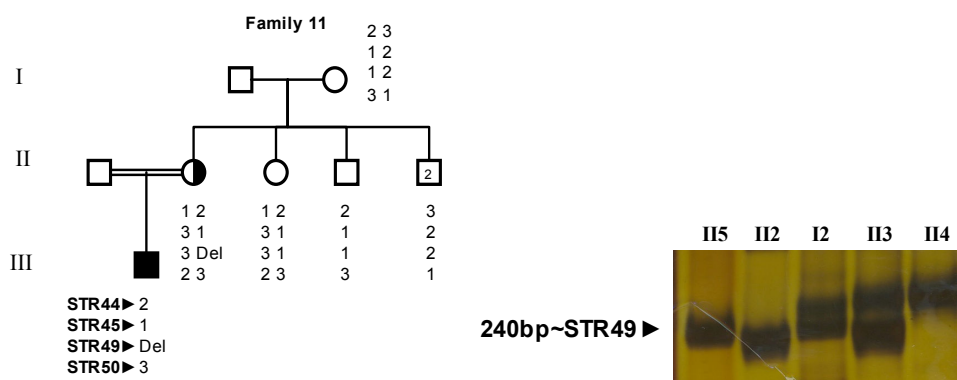 Family 11
2 3
1 2
1 2
3 1
I
II
2
1 2
3 1
3 Del
2 3
1 2
3 1
3 1
2 3
2
1
1
3
3
2
2
1
III
STR44► 2
STR45► 1
STR49► Del
STR50► 3
II5 II2 I2 II3 II4
240bp~STR49 ►